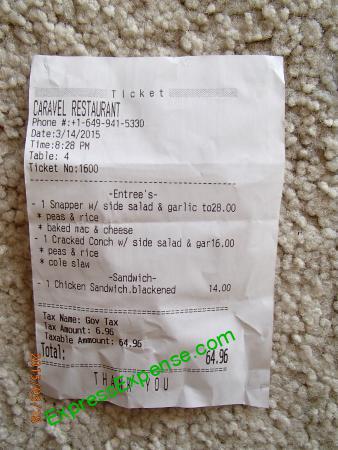 Ticket
CARAVEL RESTAURANT
Phone #:+1-649-941-5330
Date:3/14/2015
Time:8:28 PM
Table: 4
Ticket No:1600
-Entree's-
- 1 Snapper w/ side salad & garlic to28.00
* peas & rice
* baked mac & cheese
- 1 Cracked Conch w/ side salad & gar16.00
* peas & rice
* cole slaw
-Sandwich-
- 1 Chicken Sandwich.blackened 14.00
Tax Name: Gov Tax
Tax Amount: 6.96
Taxable Ammount: 64.96
Total: 64.96
THANK YOU
ExpressExpense.com